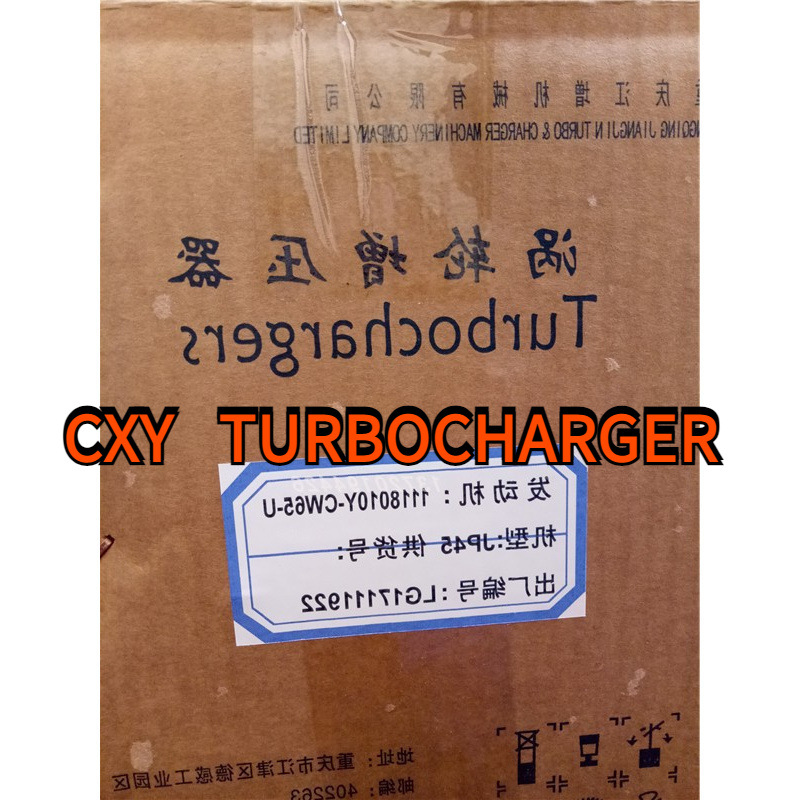 重庆江增机械有限公司
NGQING JIANGJIN TURBO & CHARGER MACHINERY COMPANY LIMITED
涡轮增压器
Turbochargers
CXY TURBOCHARGER
发动机:1118010Y-CW65-U
机型:JP45 供货号:
出厂编号:LG17111922
地址:重庆市江津区德感工业园区
邮编:402263